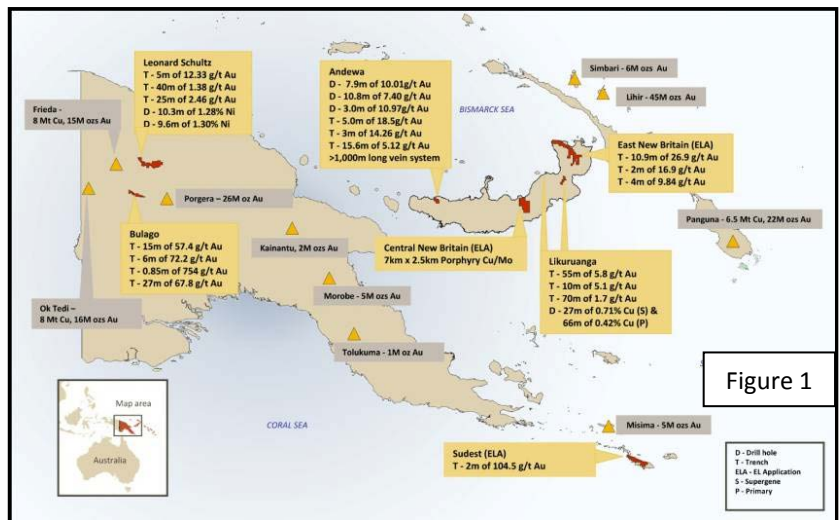 Leonard Schultz
T - 5m of 12.33 g/t Au
T - 40m of 1.38 g/t Au
T - 25m of 2.46 g/t Au
D - 10.3m of 1.28% Ni
D - 9.6m of 1.30% Ni
Frieda -
8 Mt Cu, 15M ozs Au
Andewa
D - 7.9m of 10.01g/t Au
D - 10.8m of 7.40 g/t Au
D - 3.0m of 10.97g/t Au
T - 5.0m of 18.5g/t Au
T - 3m of 14.26 g/t Au
T - 15.6m of 5.12 g/t Au
>1,000m long vein system
BISMARCK SEA
Simbari - 6M ozs Au
Lihir - 45M ozs Au
East New Britain (ELA)
T - 10.9m of 26.9 g/t Au
T - 2m of 16.9 g/t Au
T - 4m of 9.84 g/t Au
Porgera – 26M oz Au
Bulago
T - 15m of 57.4 g/t Au
T - 6m of 72.2 g/t Au
T - 0.85m of 754 g/t Au
T - 27m of 67.8 g/t Au
Kainantu, 2M ozs Au
Central New Britain (ELA)
7km x 2.5km Porphyry Cu/Mo
Panguna - 6.5 Mt Cu, 22M ozs Au
Likuruanga
T - 55m of 5.8 g/t Au
T - 10m of 5.1 g/t Au
T - 70m of 1.7 g/t Au
D - 27m of 0.71% Cu (S) &
66m of 0.42% Cu (P)
Ok Tedi –
8 Mt Cu, 16M ozs Au
Morobe - 5M ozs Au
Tolukuma - 1M oz Au
Figure 1
Map area
Australia
CORAL SEA
Misima - 5M ozs Au
Sudest (ELA)
T - 2m of 104.5 g/t Au
D - Drill hole
T - Trench
ELA - EL Application
S - Supergene
P - Primary